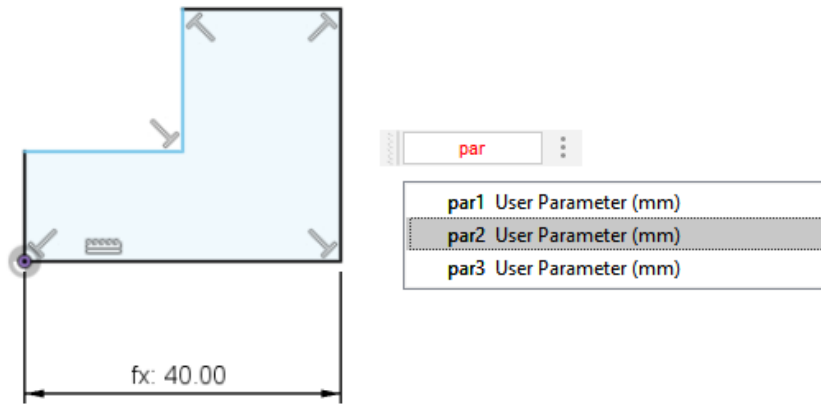 par
par1 User Parameter (mm)
par2 User Parameter (mm)
par3 User Parameter (mm)
fx: 40.00